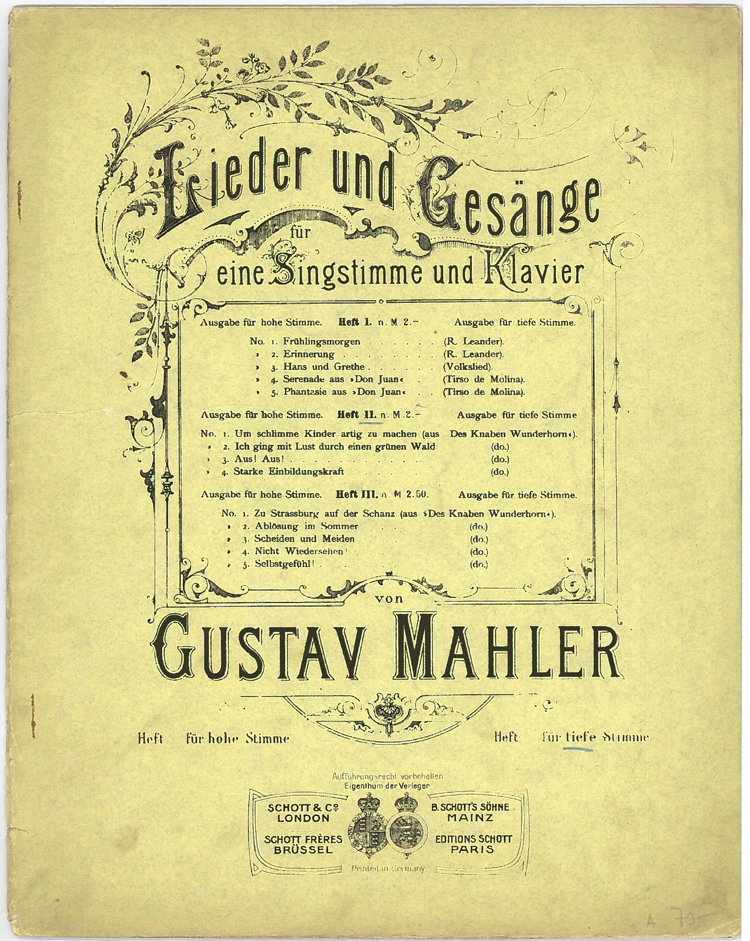 Lieder und Gesänge
für
eine Singstimme und Klavier
Ausgabe für hohe Stimme. Heft I. n. M 2.– Ausgabe für tiefe Stimme.
No. 1. Frühlingsmorgen . . . . . (R. Leander).
» 2. Erinnerung . . . . . . . (R. Leander).
» 3. Hans und Grethe . . . . . (Volkslied).
» 4. Serenade aus »Don Juan« . . (Tirso de Molina).
» 5. Phantasie aus »Don Juan« . . (Tirso de Molina).
Ausgabe für hohe Stimme. Heft II. n. M. 2.– Ausgabe für tiefe Stimme
No. 1. Um schlimme Kinder artig zu machen (aus Des Knaben Wunderhorn«).
» 2. Ich ging mit Lust durch einen grünen Wald (do.)
» 3. Aus! Aus! . . . . . . . . (do.)
» 4. Starke Einbildungskraft . . . . (do.)
Ausgabe für hohe Stimme. Heft III. n M 2.50. Ausgabe für tiefe Stimme.
No. 1. Zu Strassburg auf der Schanz (aus »Des Knaben Wunderhorn«).
» 2. Ablösung im Sommer . . . (do.)
» 3. Scheiden und Meiden . . . (do.)
» 4. Nicht Wiedersehen! . . . . (do.)
» 5. Selbstgefühl! . . . . . (do.)
von
GUSTAV MAHLER
Heft für hohe Stimme Heft für tiefe Stimme
Aufführungsrecht vorbehalten
Eigenthum der Verleger
SCHOTT & Co.
LONDON
SCHOTT FRÈRES
BRÜSSEL
B. SCHOTT'S SÖHNE
MAINZ
EDITIONS SCHOTT
PARIS
Printed in Germany
A 70–